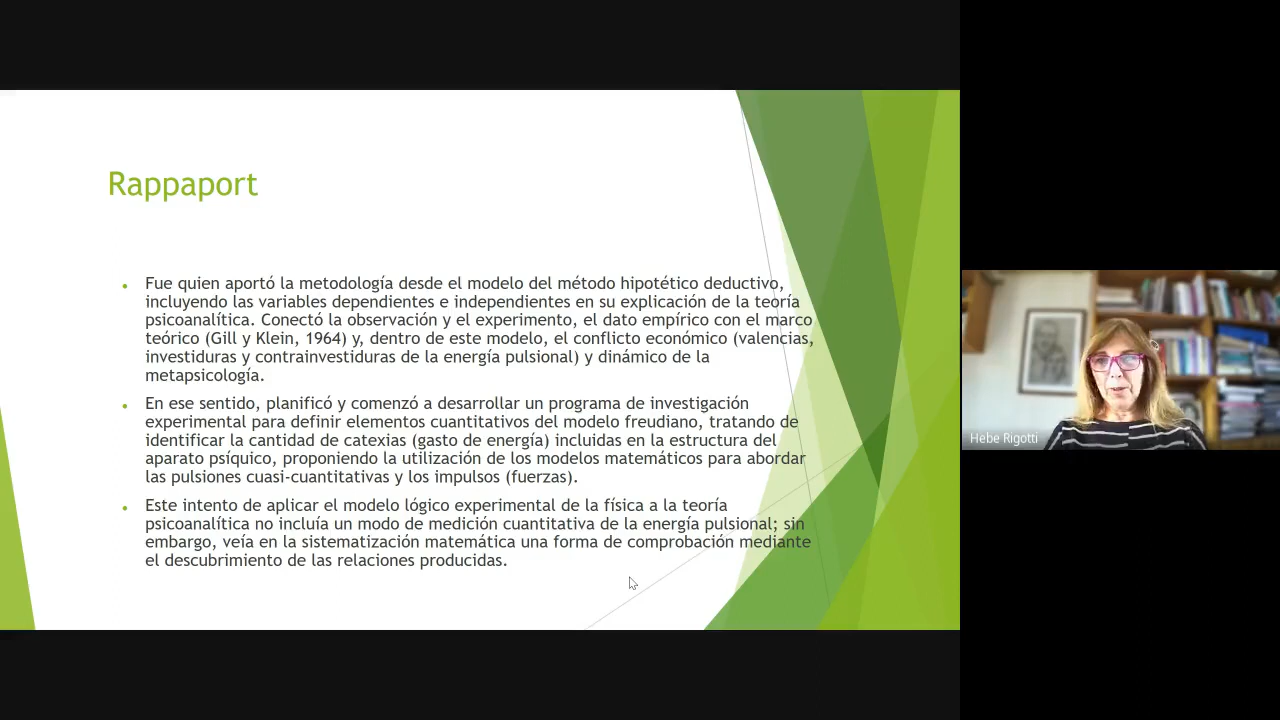 Rappaport
Fue quien aportó la metodología desde el modelo del método hipotético deductivo,
incluyendo las variables dependientes e independientes en su explicación de la teoría
psicoanalítica. Conectó la observación y el experimento, el dato empírico con el marco
teórico (Gill y Klein, 1964) y, dentro de este modelo, el conflicto económico (valencias,
investiduras y contrainvestiduras de la energía pulsional) y dinámico de la
metapsicología.
En ese sentido, planificó y comenzó a desarrollar un programa de investigación
experimental para definir elementos cuantitativos del modelo freudiano, tratando de
identificar la cantidad de catexias (gasto de energía) incluidas en la estructura del
aparato psíquico, proponiendo la utilización de los modelos matemáticos para abordar
las pulsiones cuasi-cuantitativas y los impulsos (fuerzas).
Este intento de aplicar el modelo lógico experimental de la física a la teoría
psicoanalítica no incluía un modo de medición cuantitativa de la energía pulsional; sin
embargo, veía en la sistematización matemática una forma de comprobación mediante
el descubrimiento de las relaciones producidas.
Hebe Rigotti